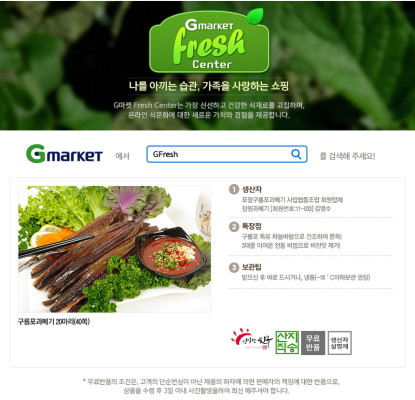 Gmarket
fresh
Center
나를 아끼는 습관, 가족을 사랑하는 쇼핑
G마켓 Fresh Center는 가장 신선하고 건강한 식재료를 고집하며,
온라인 식문화에 대한 새로운 가치와 경험을 제공합니다.
Gmarket 에서 GFresh 를 검색해 주세요!
1 생산자
포항구룡포과메기 사업협동조합 회원업체
장원과메기 [회원번호:11-003] 김영수
2 특장점
구룡포 특유 하늘바람으로 건조하여 쫀득!
3대를 이어온 전통 비법으로 비린맛 제거!
3 보관팁
받으신 후 바로 드시거나, 냉동(-18˚C이하보관 권장)
구룡포과메기 20마리(40쪽)
산지
직송
무료
반품
생산자
실명제
* 무료반품의 조건은, 고객의 단순변심이 아닌 제품의 하자에 의한 판매자의 책임에 대한 반품으로,
상품을 수령 후 3일 이내 사진촬영을하여 회신 해주셔야 합니다.